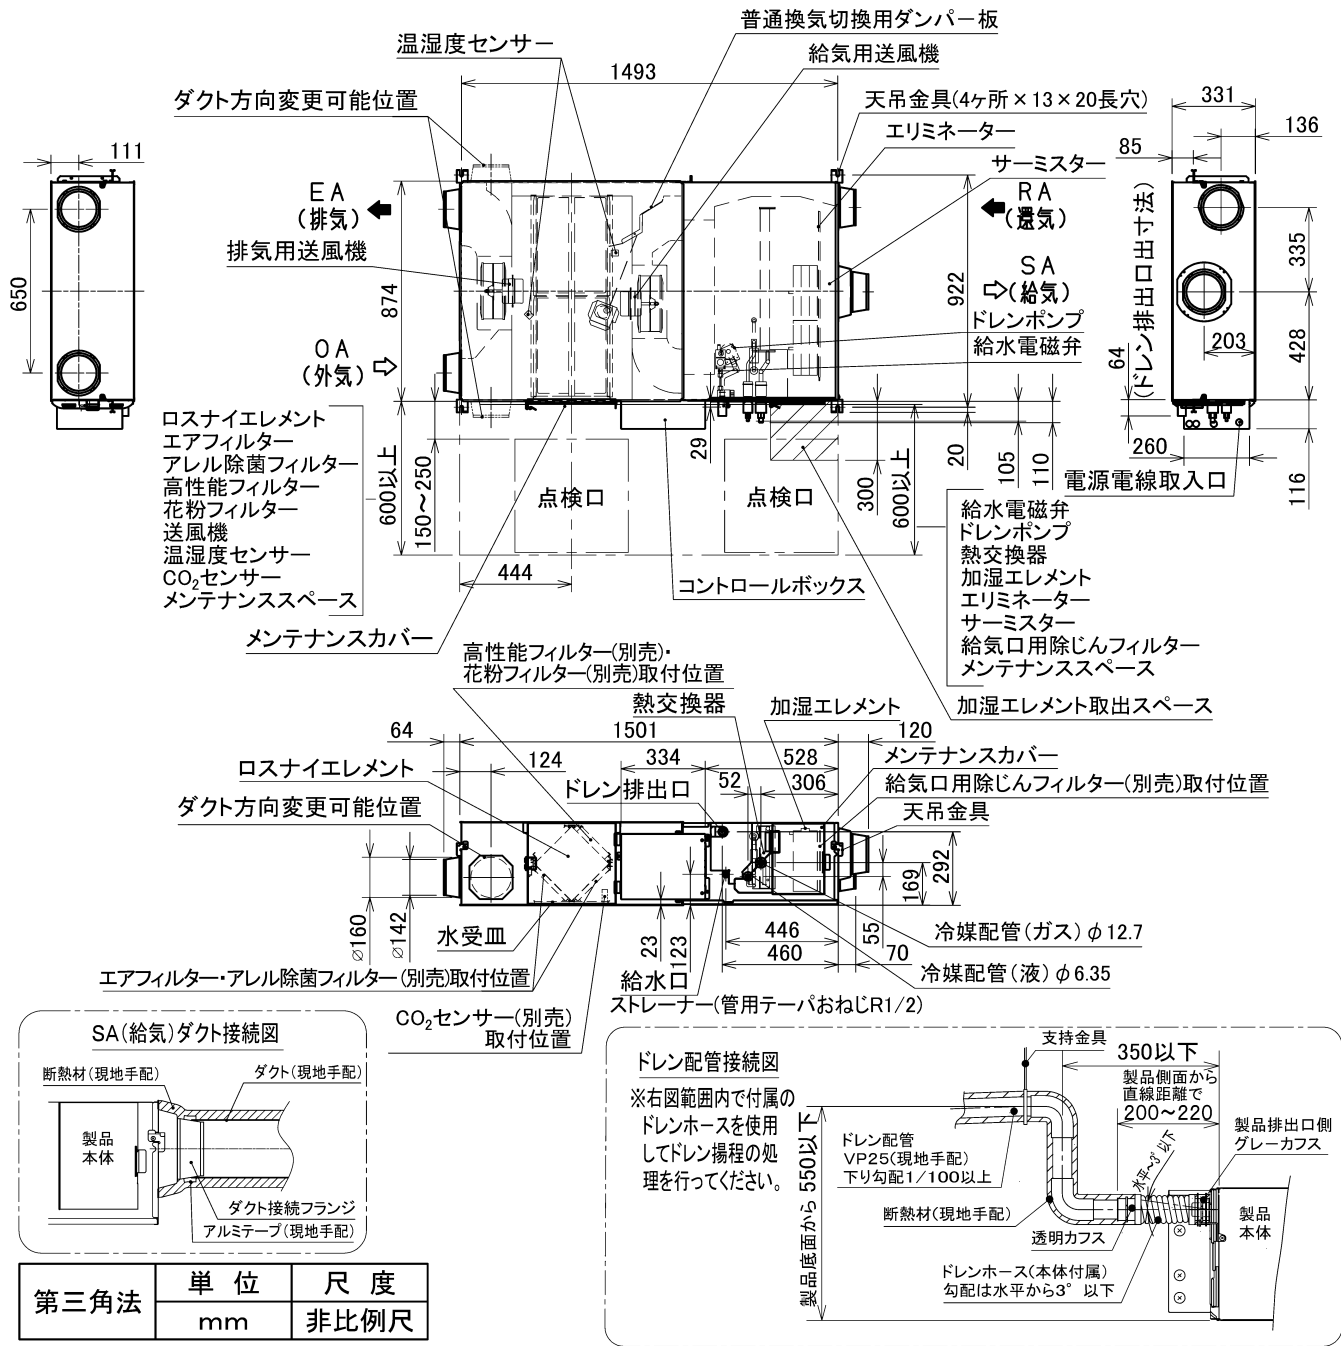 普通換気切換用ダンパー板
温湿度センサー
給気用送風機
1493
ダクト方向変更可能位置
天吊金具(4ヶ所×13×20長穴)
331
エリミネーター
136
111
85
サーミスター
EA
(排気)
RA
(還気)
排気用送風機
SA
(給気)
650
874
922
ドレン排出口出寸法)
(
335
ドレンポンプ
OA
(外気)
給水電磁弁
203
64
428
ロスナイエレメント
エアフィルター
アレル除菌フィルター
高性能フィルター
花粉フィルター
送風機
温湿度センサー
CO₂センサー
メンテナンススペース
600以上
150~250
点検口
29
点検口
300
600以上
20
105
110
260
116
電源電線取入口
給水電磁弁
ドレンポンプ
熱交換器
加湿エレメント
エリミネーター
サーミスター
給気口用除じんフィルター
メンテナンススペース
444
コントロールボックス
メンテナンスカバー
高性能フィルター(別売)・
花粉フィルター(別売)取付位置
熱交換器
加湿エレメント
加湿エレメント取出スペース
64
1501
120
124
334
528
メンテナンスカバー
ロスナイエレメント
52
306
給気口用除じんフィルター(別売)取付位置
ドレン排出口
ダクト方向変更可能位置
天吊金具
292
169
⌀160
⌀142
水受皿
23
123
446
55
冷媒配管(ガス)φ12.7
460
70
エアフィルター・アレル除菌フィルター(別売)取付位置
給水口
冷媒配管(液)φ6.35
ストレーナー(管用テーパおねじR1/2)
CO₂センサー(別売)
取付位置
SA(給気)ダクト接続図
断熱材(現地手配)
ダクト(現地手配)
製品
本体
ダクト接続フランジ
アルミテープ(現地手配)
第三角法
単位
尺度
mm
非比例尺
ドレン配管接続図
※右図範囲内で付属の
ドレンホースを使用
してドレン揚程の処
理を行ってください。
支持金具
350以下
製品側面から
直線距離で
200~220
製品底面から550以下
ドレン配管
VP25(現地手配)
下り勾配1/100以上
水平~3°以下
製品排出口側
グレーカフス
断熱材(現地手配)
透明カフス
製品
本体
ドレンホース(本体付属)
勾配は水平から3°以下